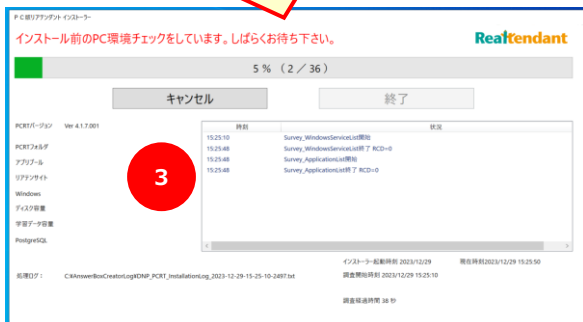 PC版リアテンダント インストーラー
インストール前のPC環境チェックをしています。しばらくお待ち下さい。
Realtendant
5 % （2 / 36）
キャンセル
終了
PCRTバージョン Ver 4.1.7.001
PCRTフォルダ
アプリプール
リアテンサイト
Windows
ディスク容量
学習データ容量
PostgreSQL
3
時刻 状況
15:25:10 Survey_WindowsServiceList開始
15:25:48 Survey_WindowsServiceList終了 RCD=0
15:25:48 Survey_ApplicationList開始
15:25:48 Survey_ApplicationList終了 RCD=0
インストーラー起動時刻 2023/12/29 現在時刻2023/12/29 15:25:50
処理ログ： C:¥AnswerBoxCreatorLog¥DNP_PCRT_InstallationLog_2023-12-29-15-25-10-2497.txt
調査開始時刻 2023/12/29 15:25:10
調査経過時間 38 秒